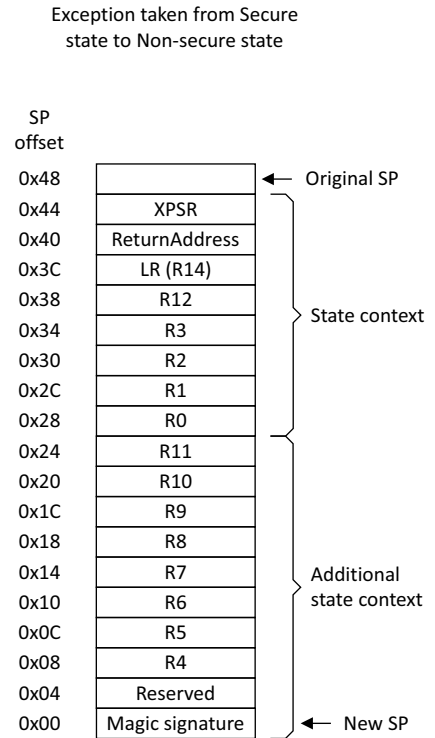 Exception taken from Secure
state to Non-secure state
SP
offset
0x48 Original SP
0x44 XPSR
0x40 ReturnAddress
0x3C LR (R14)
0x38 R12
0x34 R3 State context
0x30 R2
0x2C R1
0x28 R0
0x24 R11
0x20 R10
0x1C R9
0x18 R8
0x14 R7 Additional
0x10 R6 state context
0x0C R5
0x08 R4
0x04 Reserved
0x00 Magic signature New SP